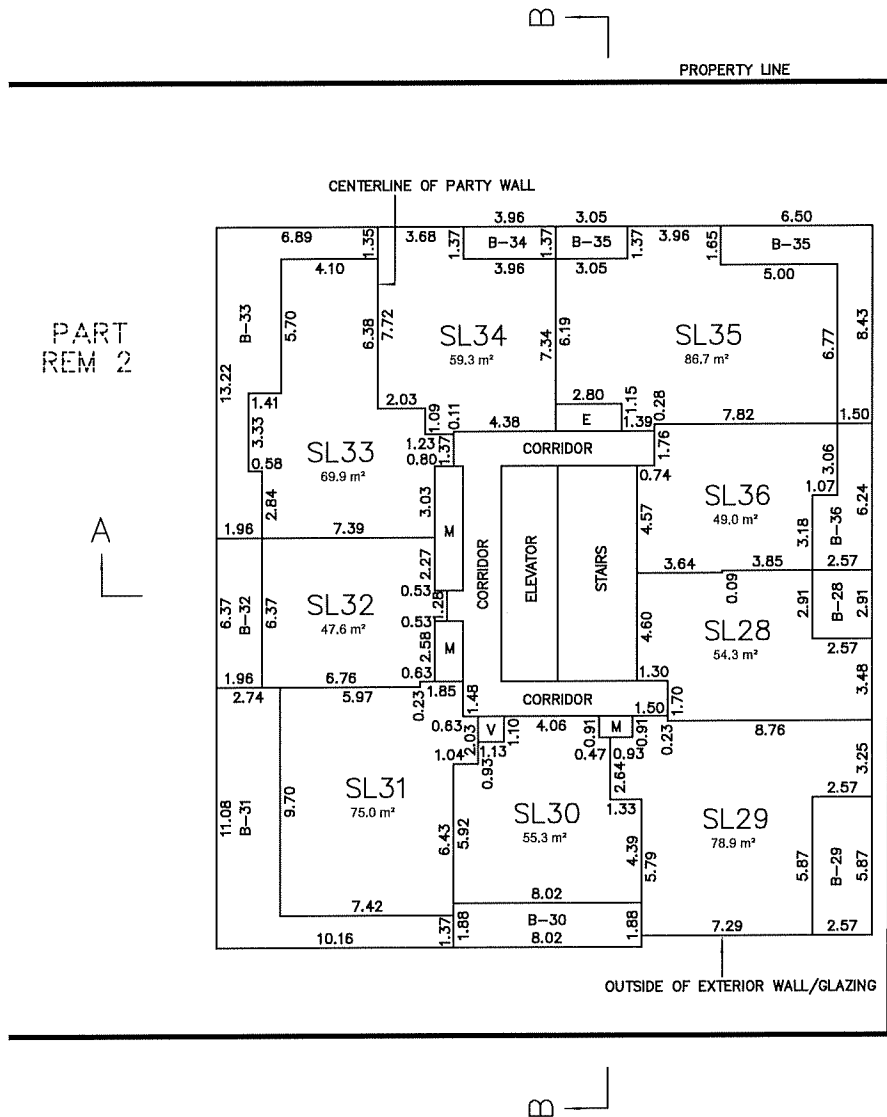 B
PROPERTY LINE
CENTERLINE OF PARTY WALL
3.96 3.05 6.50
6.89 1.35 3.68 1.37 B-34 1.37 B-35 1.37 3.96 1.65 B-35
4.10 3.96 3.05 5.00
B-33 5.70 6.38 7.72 SL34 7.34 6.19 SL35 6.77 8.43
59.3 m² 86.7 m²
PART
REM 2
13.22
1.41 2.03 2.80 1.15 0.28
3.33 1.09 0.11 4.38 E 1.39 7.82 1.50
SL33 1.23 1.37 CORRIDOR 1.76 3.06
0.58 0.80 0.74 1.07
69.9 m²
2.84 3.03 M 4.57 SL36 3.18 B-36 6.24
49.0 m²
A
1.96 7.39
2.27 CORRIDOR ELEVATOR STAIRS 3.64 3.85 2.57
0.53 0.09
6.37 B-32 6.37 SL32 1.28 2.91 B-28 2.91
47.6 m²
0.53 4.60 SL28 2.57
54.3 m²
2.58 M
1.96 6.76 0.63 1.30 3.48
2.74 5.97 0.23 1.85 1.48 CORRIDOR 1.50 1.70
0.63 V 1.10 4.06 0.91 M 0.91 0.23 8.76
2.03 1.13 0.47 0.93
1.04 0.93 2.64 3.25
2.57
11.08 B-31 9.70 SL31 6.43 5.92 SL30 1.33 SL29
75.0 m² 55.3 m² 78.9 m²
4.39 5.79 5.87 B-29 5.87
7.42 8.02
1.37 1.88 B-30 1.88
10.16 8.02 7.29 2.57
OUTSIDE OF EXTERIOR WALL/GLAZING
B